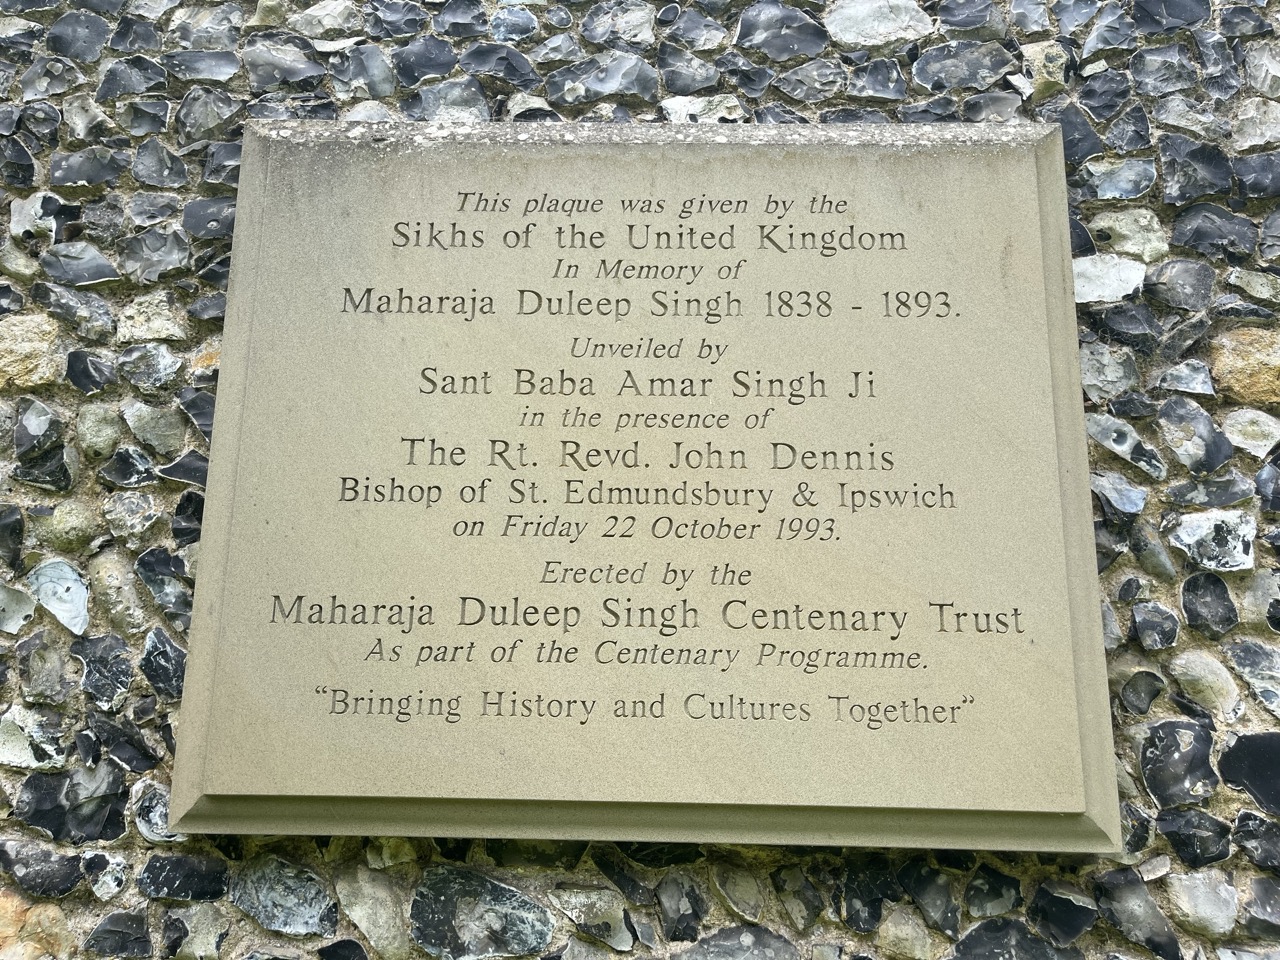 This plaque was given by the
Sikhs of the United Kingdom
In Memory of
Maharaja Duleep Singh 1838 - 1893.
Unveiled by
Sant Baba Amar Singh Ji
in the presence of
The Rt. Revd. John Dennis
Bishop of St. Edmundsbury & Ipswich
on Friday 22 October 1993.
Erected by the
Maharaja Duleep Singh Centenary Trust
As part of the Centenary Programme.
“Bringing History and Cultures Together”